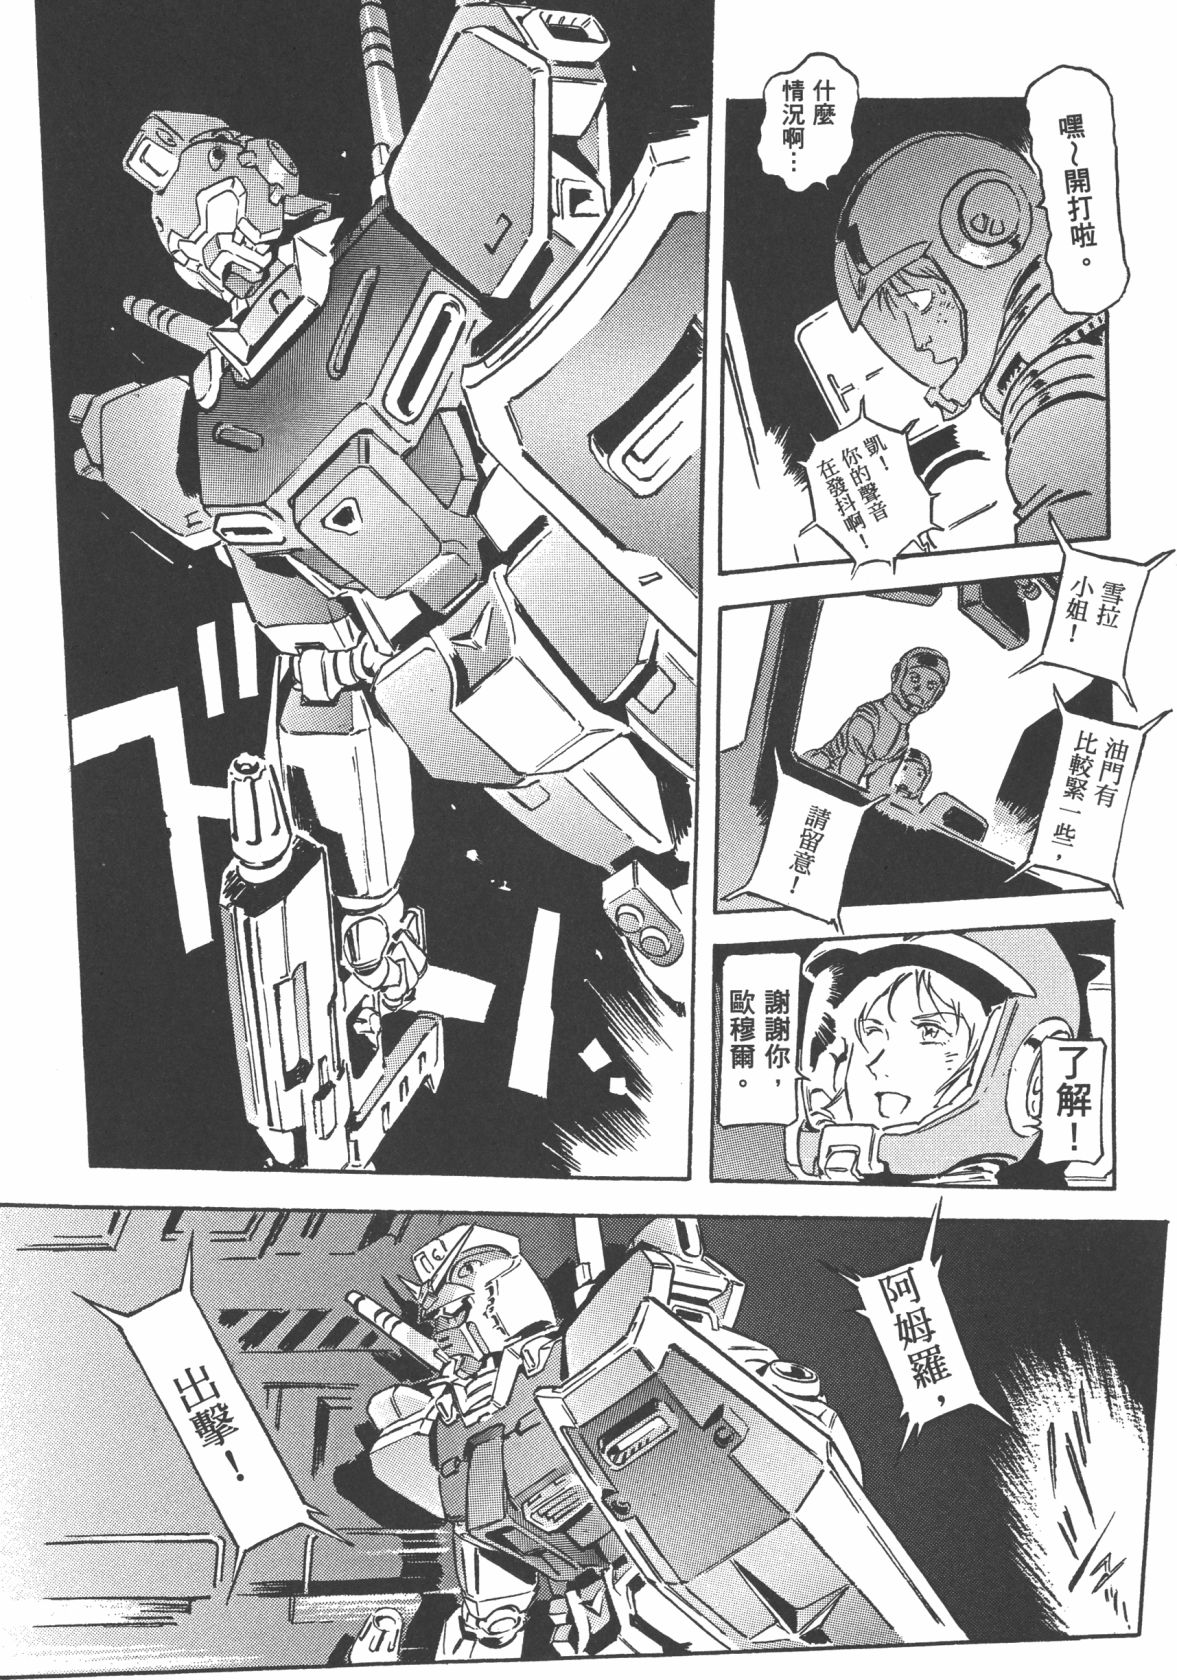 嘿～開打啦。
什麼
情況啊…
凱！
你的聲音
在發抖啊！
雪拉
小姐！
油門有
比較緊一些，
請留意！
了解！
謝謝你，
歐穆爾。
ド
阿姆羅，
出擊！